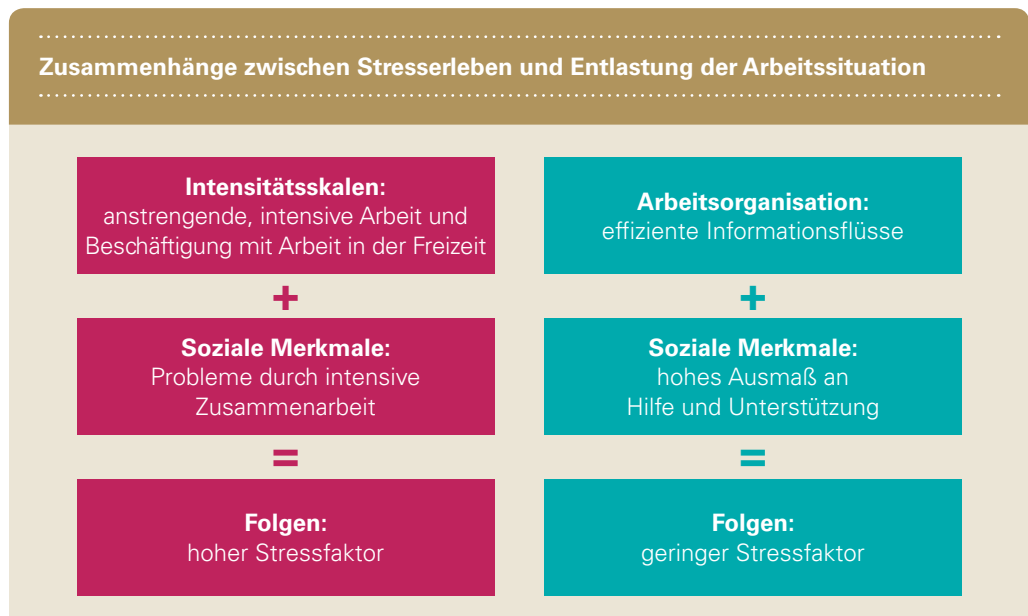 Zusammenhänge zwischen Stresserleben und Entlastung der Arbeitssituation
Intensitätsskalen:
anstrengende, intensive Arbeit und
Beschäftigung mit Arbeit in der Freizeit
+
Soziale Merkmale:
Probleme durch intensive
Zusammenarbeit
=
Folgen:
hoher Stressfaktor
Arbeitsorganisation:
effiziente Informationsflüsse
+
Soziale Merkmale:
hohes Ausmaß an
Hilfe und Unterstützung
=
Folgen:
geringer Stressfaktor